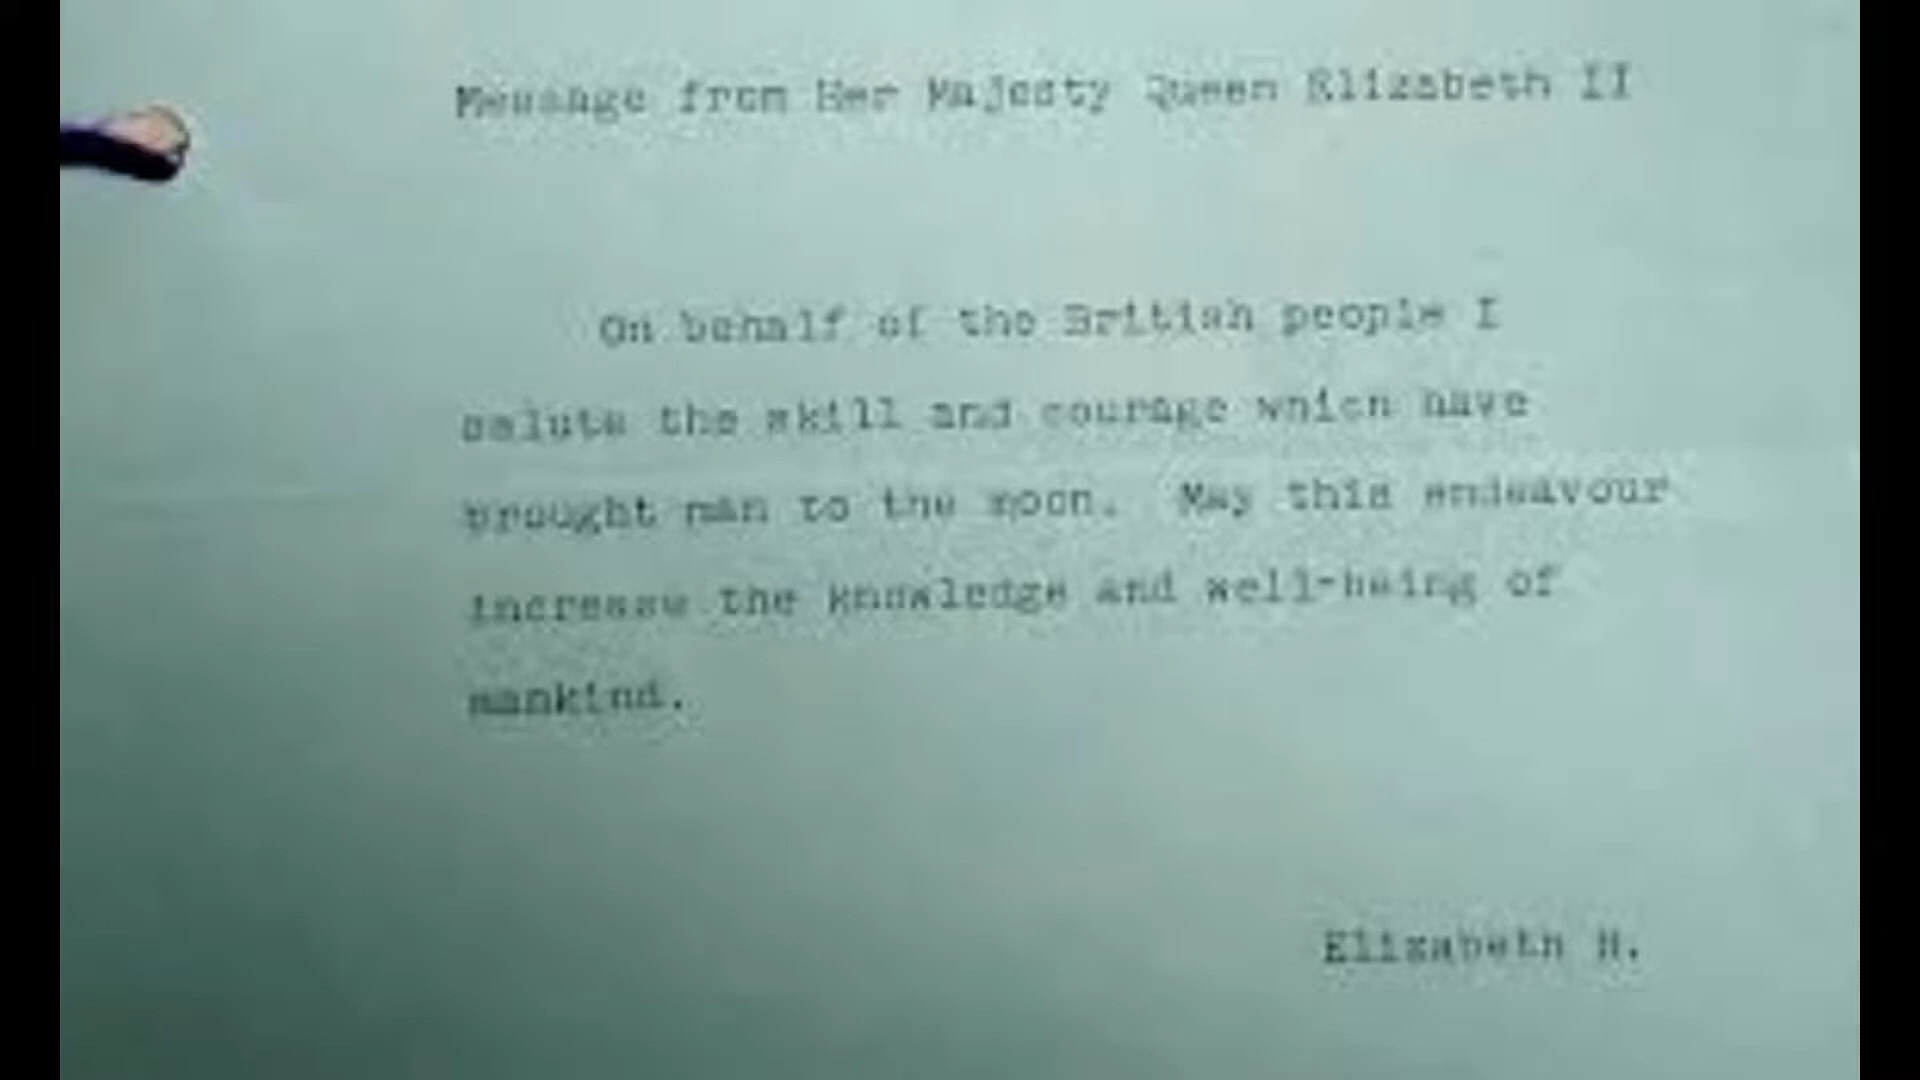 Message from Her Majesty Queen Elizabeth II
On behalf of the British people I
salute the skill and courage which have
brought man to the moon. May this endeavour
increase the knowledge and well-being of
mankind.
Elizabeth R.